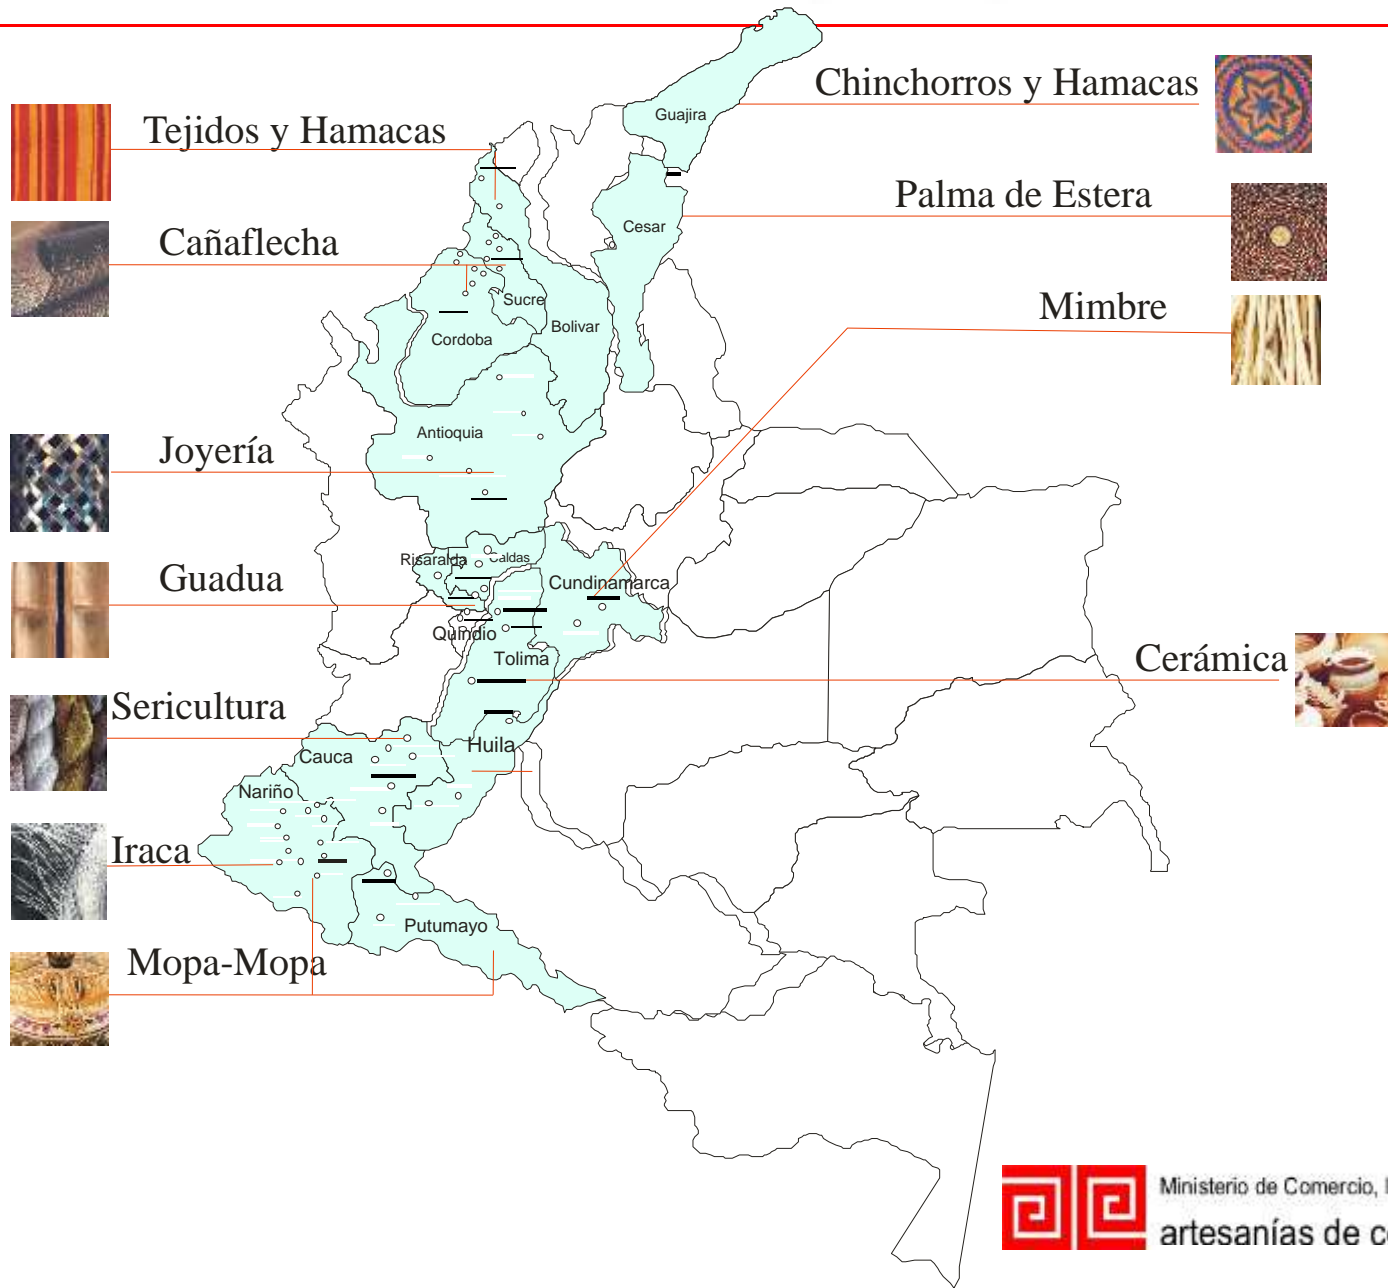 Chinchorros y Hamacas
Guajira
Tejidos y Hamacas
Palma de Estera
Cesar
Cañaflecha
Sucre
Mimbre
Bolivar
Cordoba
Antioquia
Joyería
Risaralda
Caldas
Guadua
Cundinamarca
Quindio
Tolima
Cerámica
Sericultura
Huila
Cauca
Nariño
Iraca
Putumayo
Mopa-Mopa
Ministerio de Comercio,
artesanías de